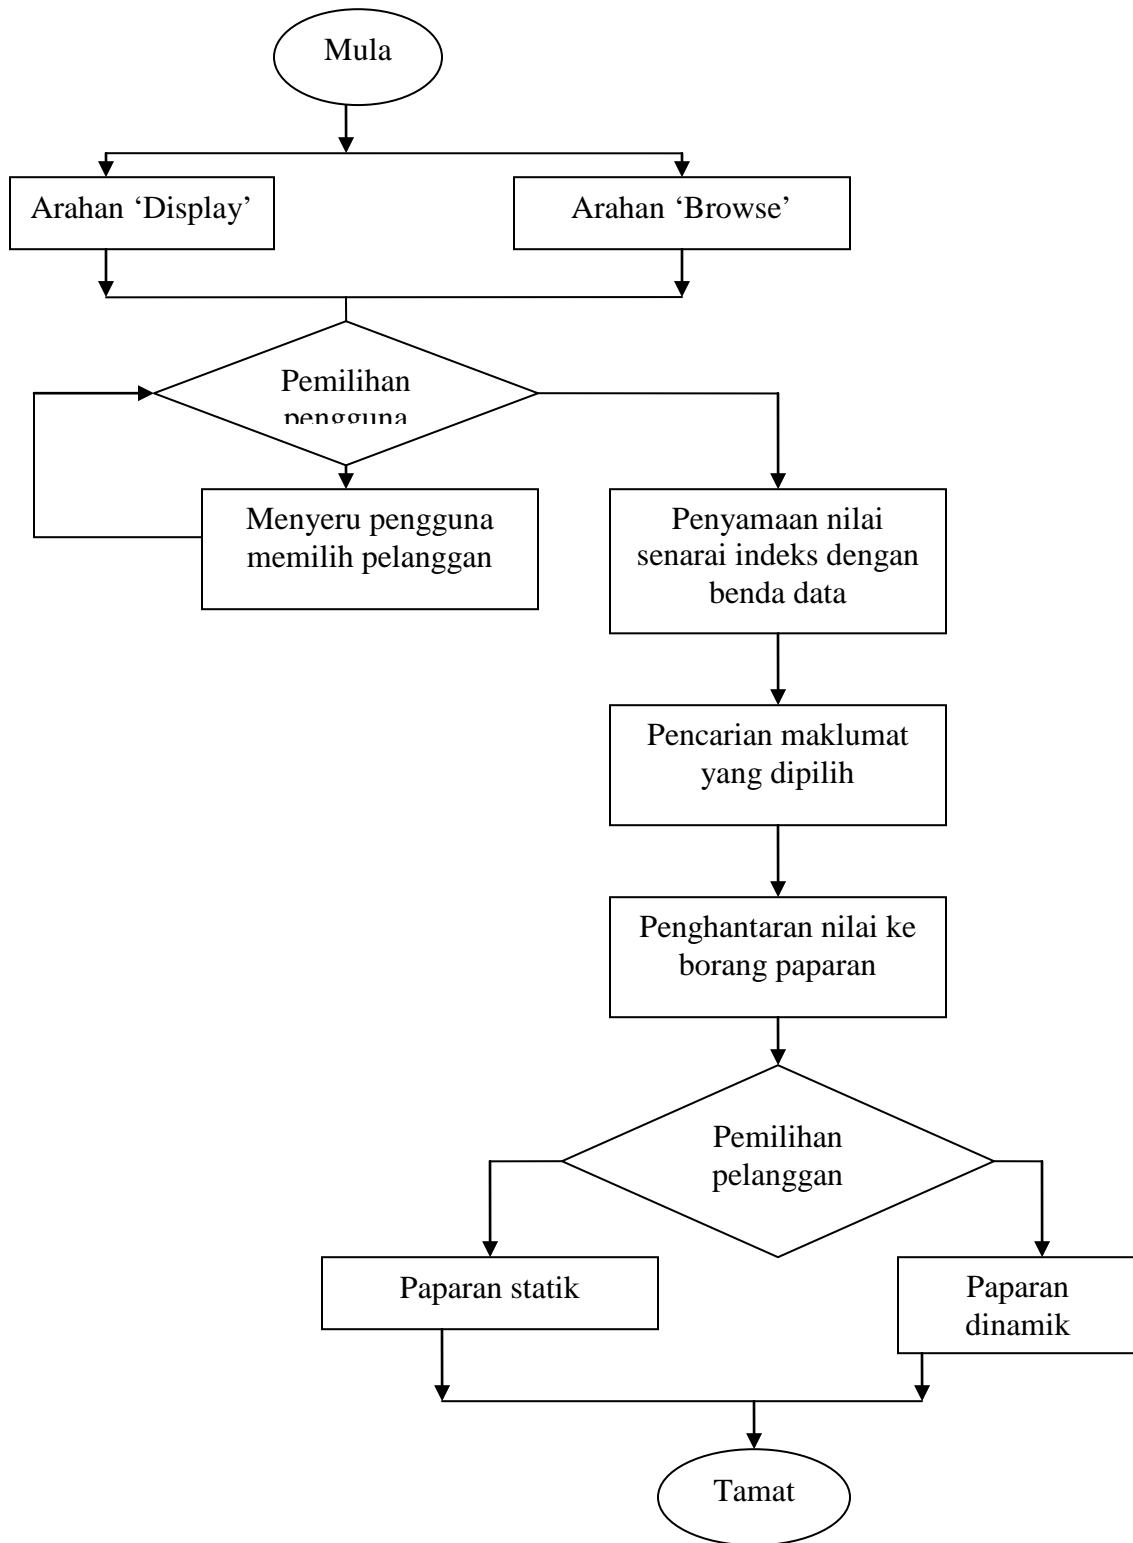 Mula
Arahan ‘Display’
Arahan ‘Browse’
Pemilihan
pengguna
Menyeru pengguna
memilih pelanggan
Penyamaan nilai
senarai indeks dengan
benda data
Pencarian maklumat
yang dipilih
Penghantaran nilai ke
borang paparan
Pemilihan
pelanggan
Paparan statik
Paparan
dinamik
Tamat